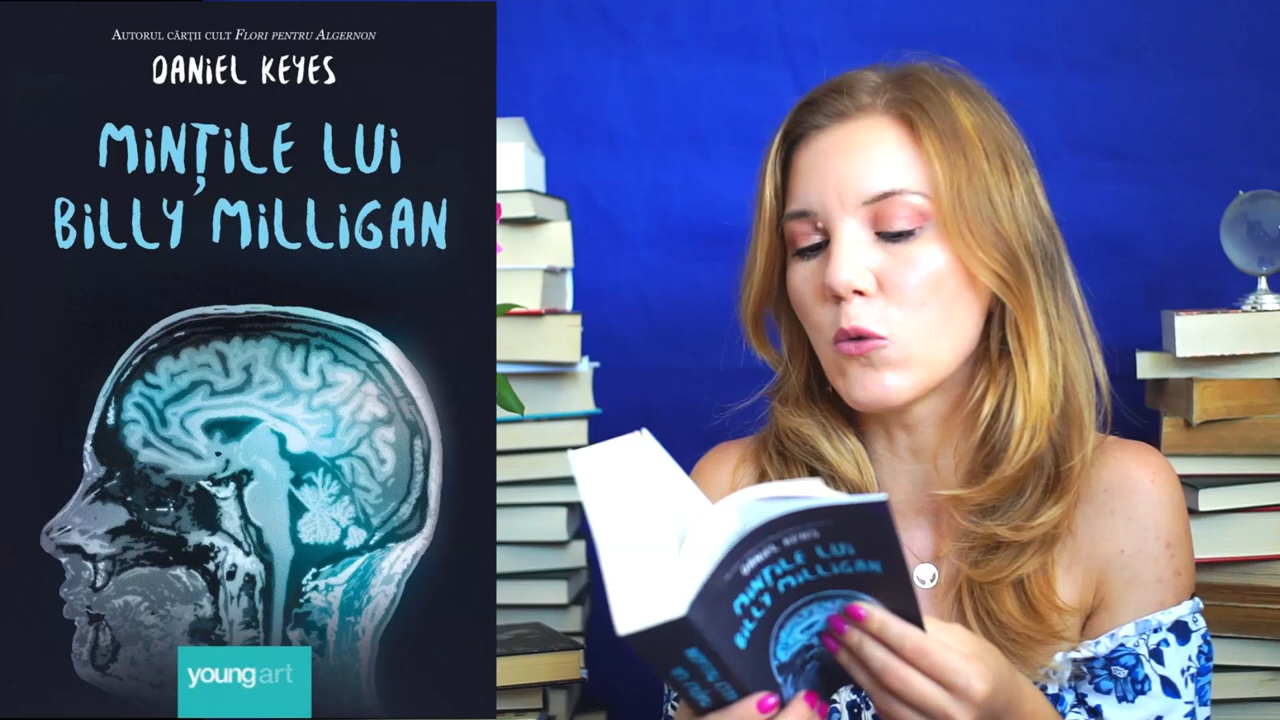 AUTORUL CĂRȚII CULT FLORI PENTRU ALGERNON
DANIEL KEYES
MINȚILE LUI
BILLY MILLIGAN
youngart
DANIEL KEYES
MINȚILE LUI
BILLY MILLIGAN